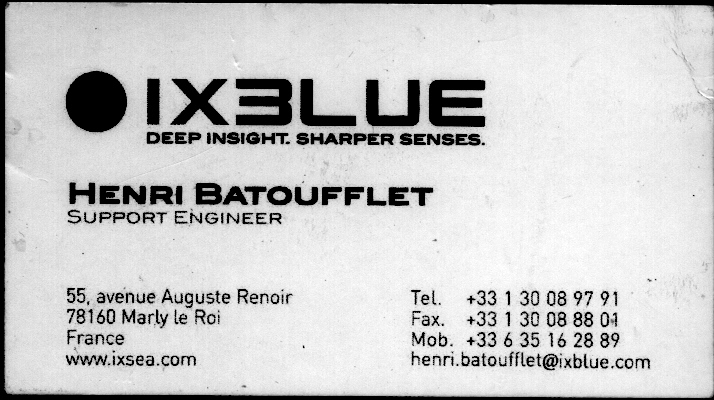 IXBLUE
DEEP INSIGHT. SHARPER SENSES.
HENRI BATOUFFLET
SUPPORT ENGINEER
55, avenue Auguste Renoir
78160 Marly le Roi
France
www.ixsea.com
Tel. +33 1 30 08 97 91
Fax. +33 1 30 08 88 01
Mob. +33 6 35 16 28 89
henri.batoufflet@ixblue.com